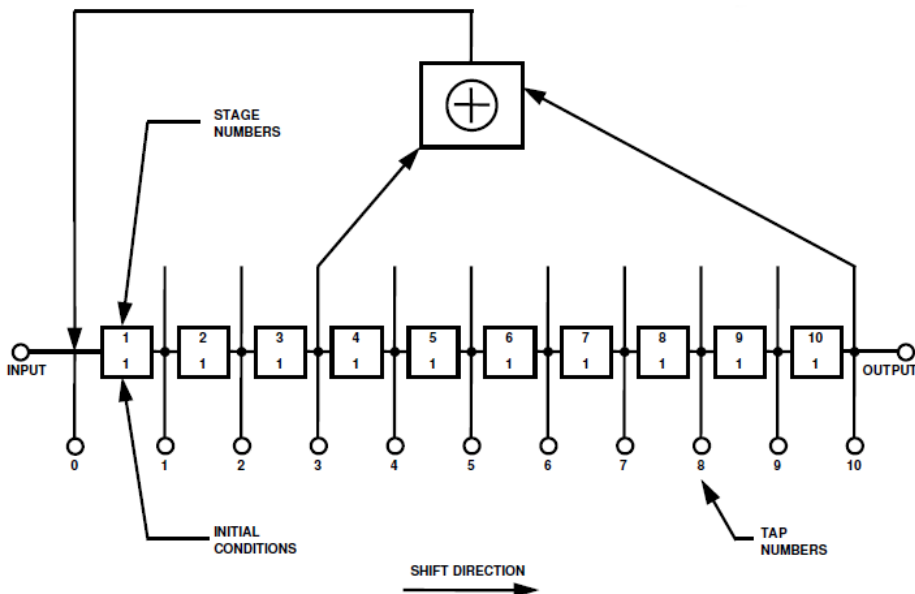 STAGE
NUMBERS
1 2 3 4 5 6 7 8 9 10
1 1 1 1 1 1 1 1 1 1
INPUT
OUTPUT
0 1 2 3 4 5 6 7 8 9 10
INITIAL
CONDITIONS
TAP
NUMBERS
SHIFT DIRECTION